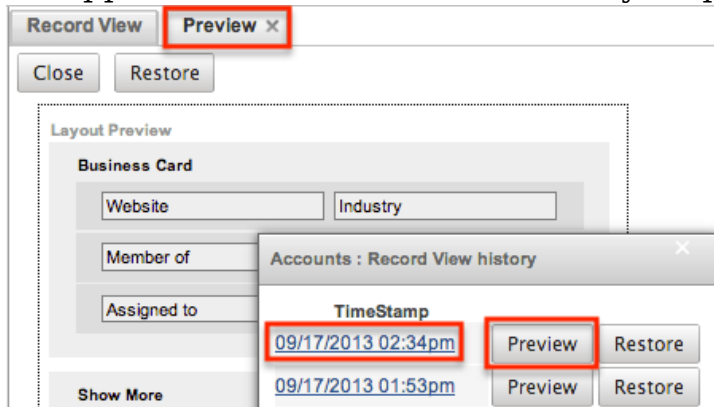 Record View Preview ×
Close Restore
Layout Preview
Business Card
Website Industry
Member of
Accounts : Record View history ×
Assigned to
TimeStamp
09/17/2013 02:34pm Preview Restore
09/17/2013 01:53pm Preview Restore
Show More